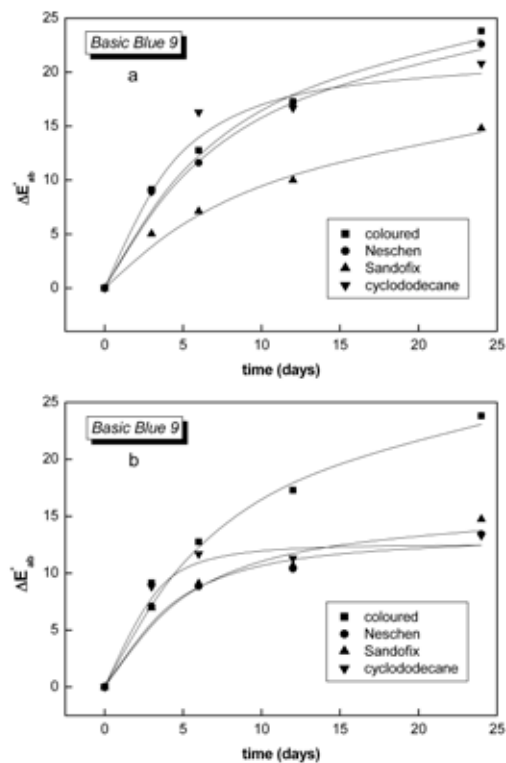 Basic Blue 9
a
25
20
15
10
5
0
ΔE*ab
coloured
Neschen
Sandofix
cyclododecane
0 5 10 15 20 25
time (days)
Basic Blue 9
b
25
20
15
10
5
0
ΔE*ab
coloured
Neschen
Sandofix
cyclododecane
0 5 10 15 20 25
time (days)